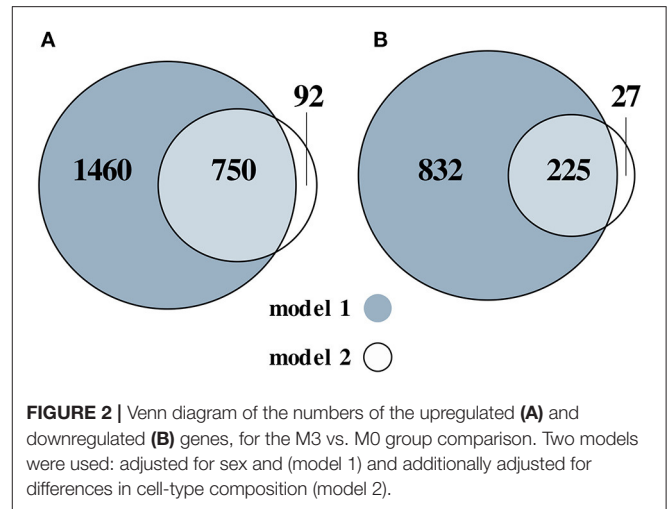 A
B
92
27
1460
750
832
225
model 1
model 2
FIGURE 2 | Venn diagram of the numbers of the upregulated (A) and
downregulated (B) genes, for the M3 vs. M0 group comparison. Two models
were used: adjusted for sex and (model 1) and additionally adjusted for
differences in cell-type composition (model 2).